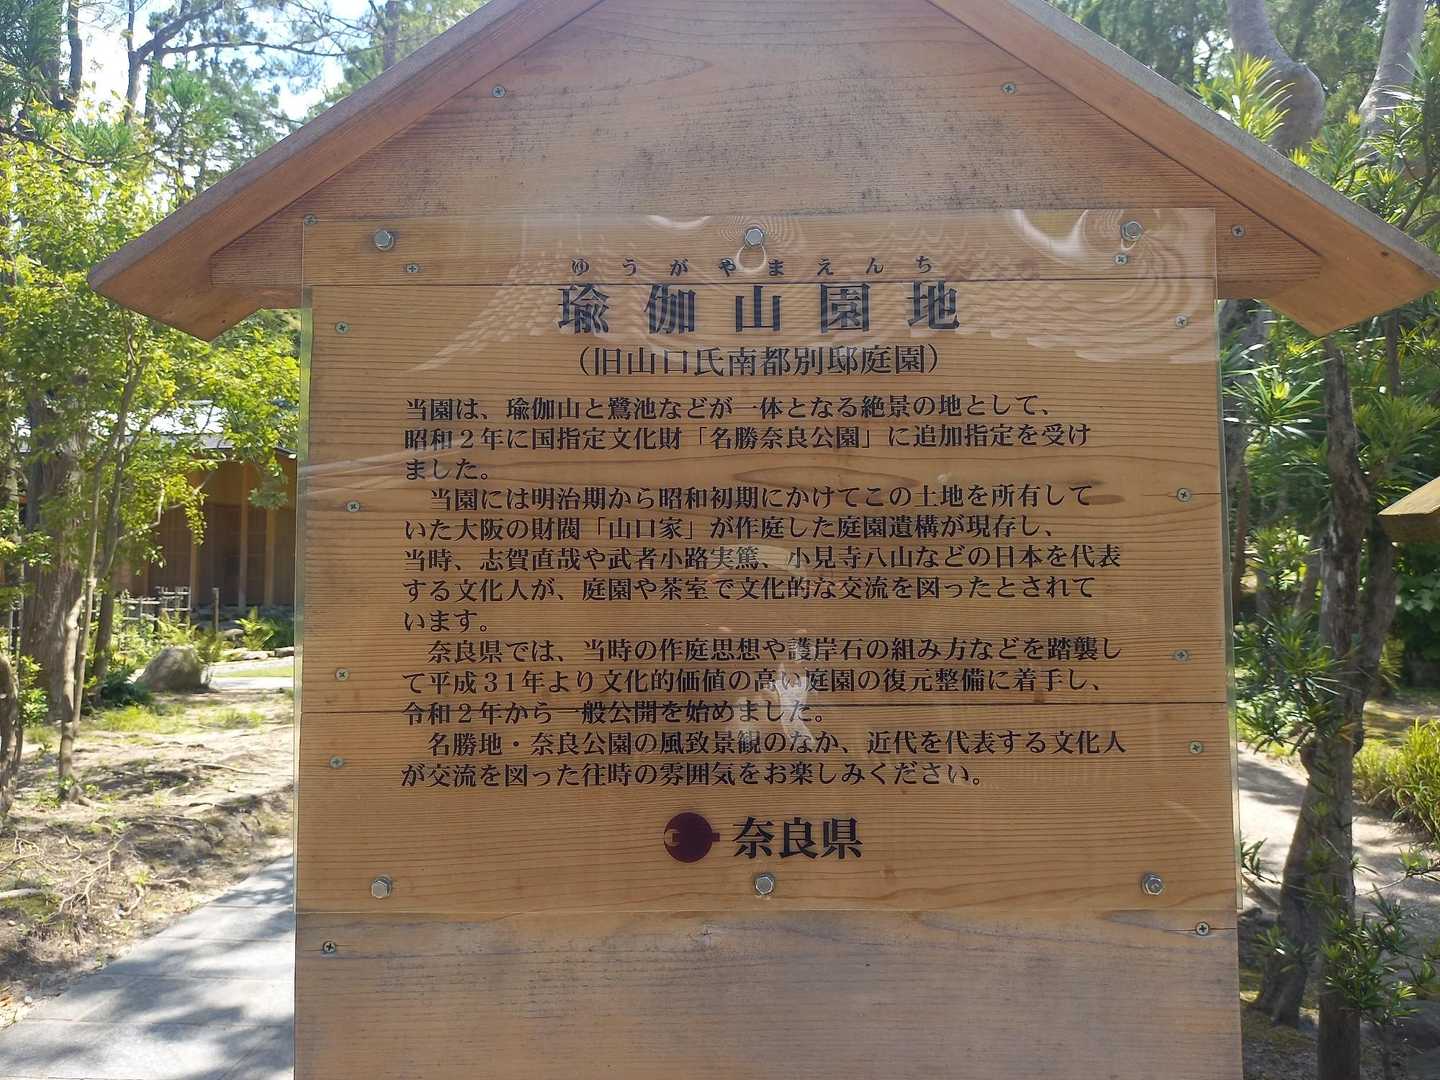 ゆうがやまえんち
瑜伽山園地
（旧山口氏南都別邸庭園）
当園は、瑜伽山と鷺池などが一体となる絶景の地として、
昭和２年に国指定文化財「名勝奈良公園」に追加指定を受け
ました。
当園には明治期から昭和初期にかけてこの土地を所有して
いた大阪の財閥「山口家」が作庭した庭園遺構が現存し、
当時、志賀直哉や武者小路実篤、小見寺八山などの日本を代表
する文化人が、庭園や茶室で文化的な交流を図ったとされて
います。
奈良県では、当時の作庭思想や護岸石の組み方などを踏襲し
て平成３１年より文化的価値の高い庭園の復元整備に着手し、
令和２年から一般公開を始めました。
名勝地・奈良公園の風致景観のなか、近代を代表する文化人
が交流を図った往時の雰囲気をお楽しみください。
奈良県